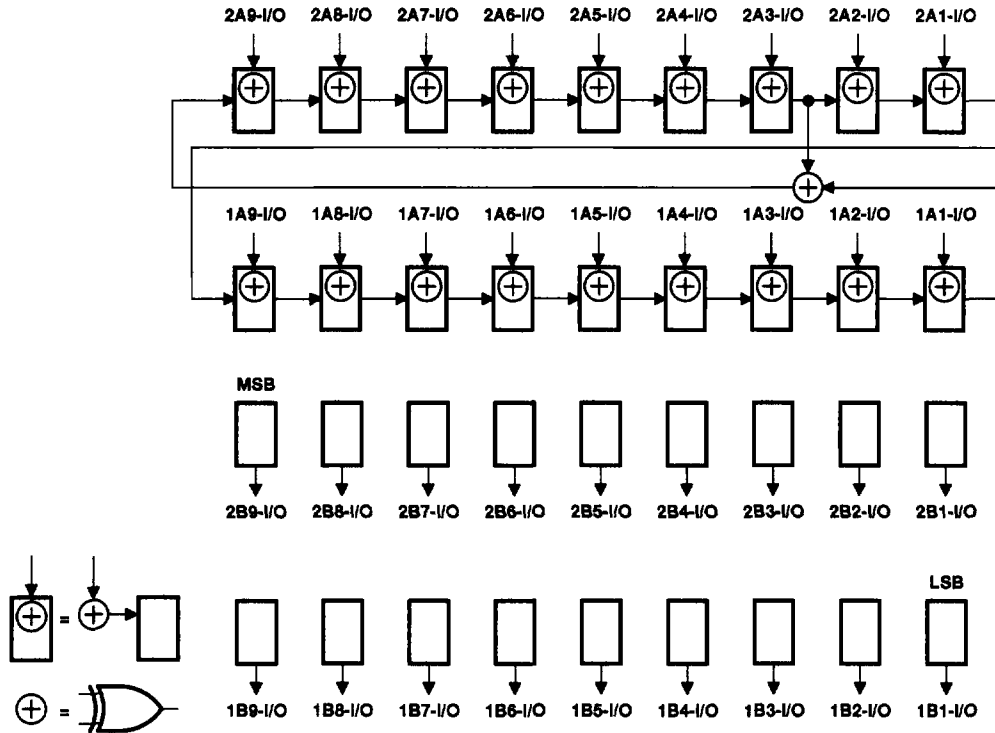 2A9-I/O 2A8-I/O 2A7-I/O 2A6-I/O 2A5-I/O 2A4-I/O 2A3-I/O 2A2-I/O 2A1-I/O
1A9-I/O 1A8-I/O 1A7-I/O 1A6-I/O 1A5-I/O 1A4-I/O 1A3-I/O 1A2-I/O 1A1-I/O
MSB
2B9-I/O 2B8-I/O 2B7-I/O 2B6-I/O 2B5-I/O 2B4-I/O 2B3-I/O 2B2-I/O 2B1-I/O
LSB
=
=
1B9-I/O 1B8-I/O 1B7-I/O 1B6-I/O 1B5-I/O 1B4-I/O 1B3-I/O 1B2-I/O 1B1-I/O